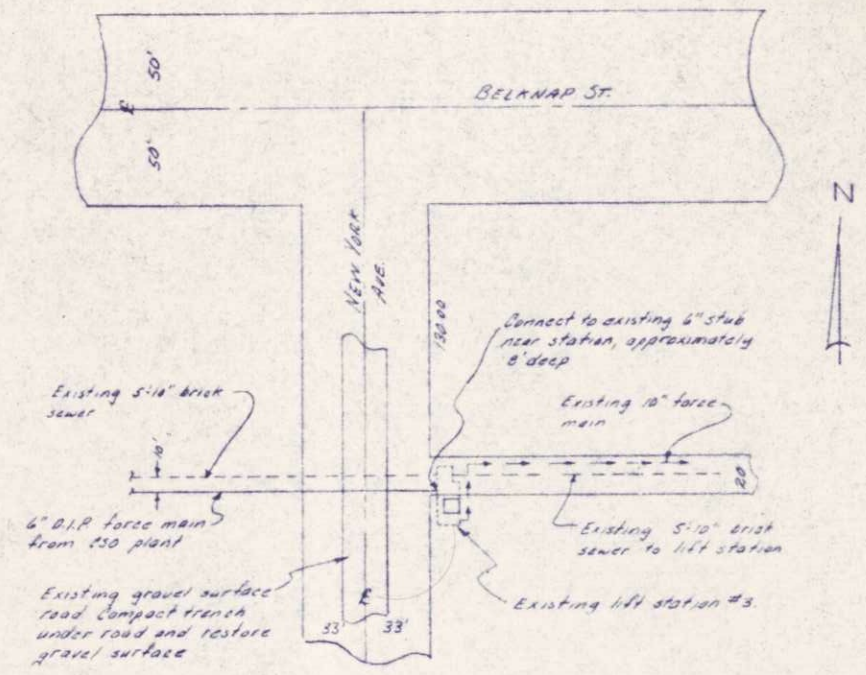 50'
BELKNAP ST.
50'
N
NEW YORK
AVE.
130.00
Connect to existing 6" stub
near station, approximately
8' deep
Existing 5'-10" brick
sewer
Existing 10" force
main
10'
20'
6" D.I.P. force main
from CSO plant
Existing 5'-10" brick
sewer to lift station
Existing gravel surface
road. Compact trench
under road and restore
gravel surface
Existing lift station #3.
33' 33'